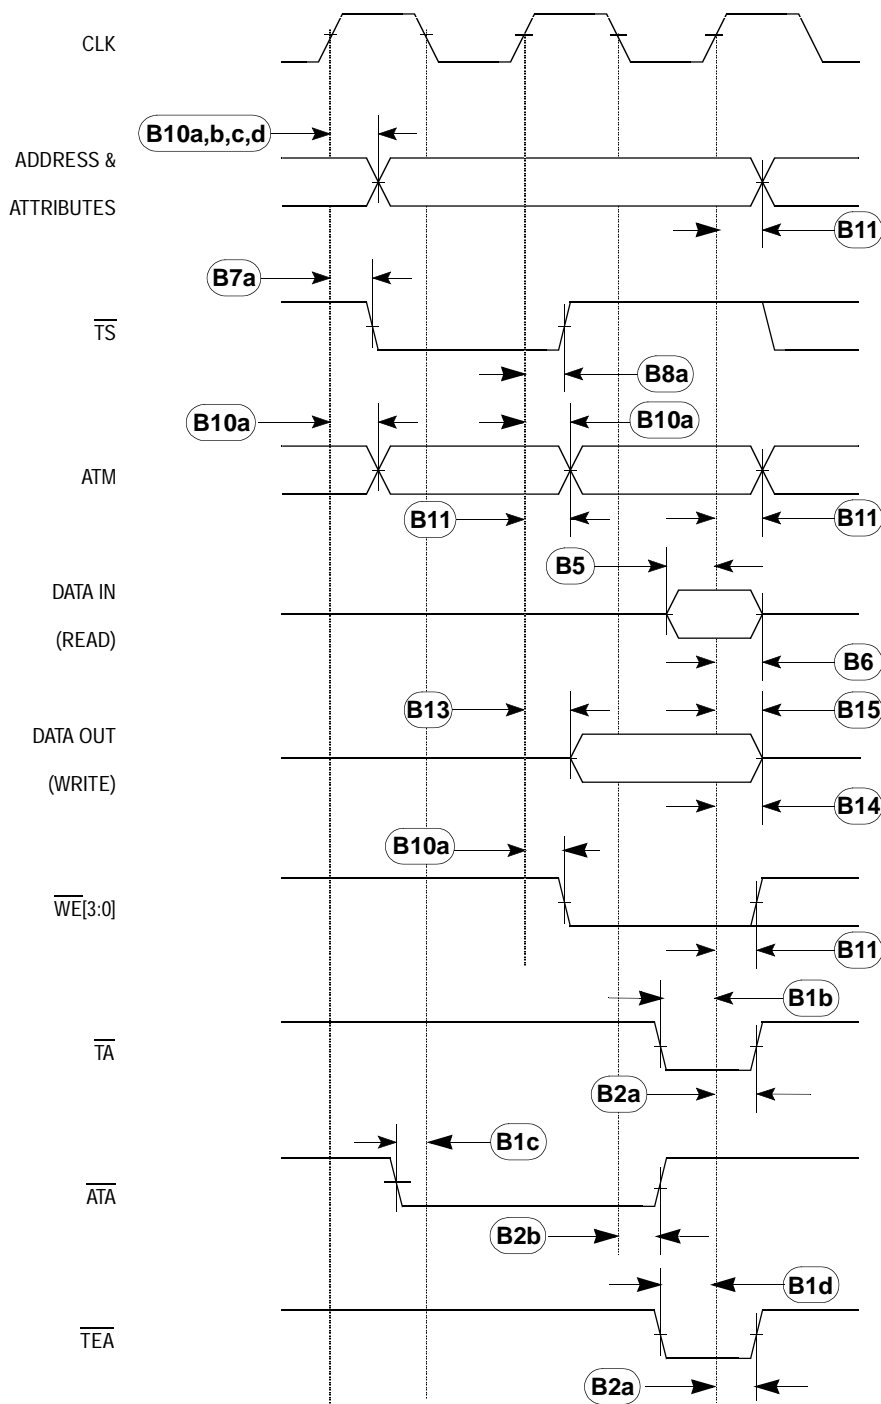 CLK
B10a,b,c,d
ADDRESS &
ATTRIBUTES
B11
B7a
TS
B8a
B10a
B10a
ATM
B11
B11
B5
DATA IN
(READ)
B6
B13
B15
DATA OUT
(WRITE)
B14
B10a
WE[3:0]
B11
B1b
TA
B2a
B1c
ATA
B2b
B1d
TEA
B2a